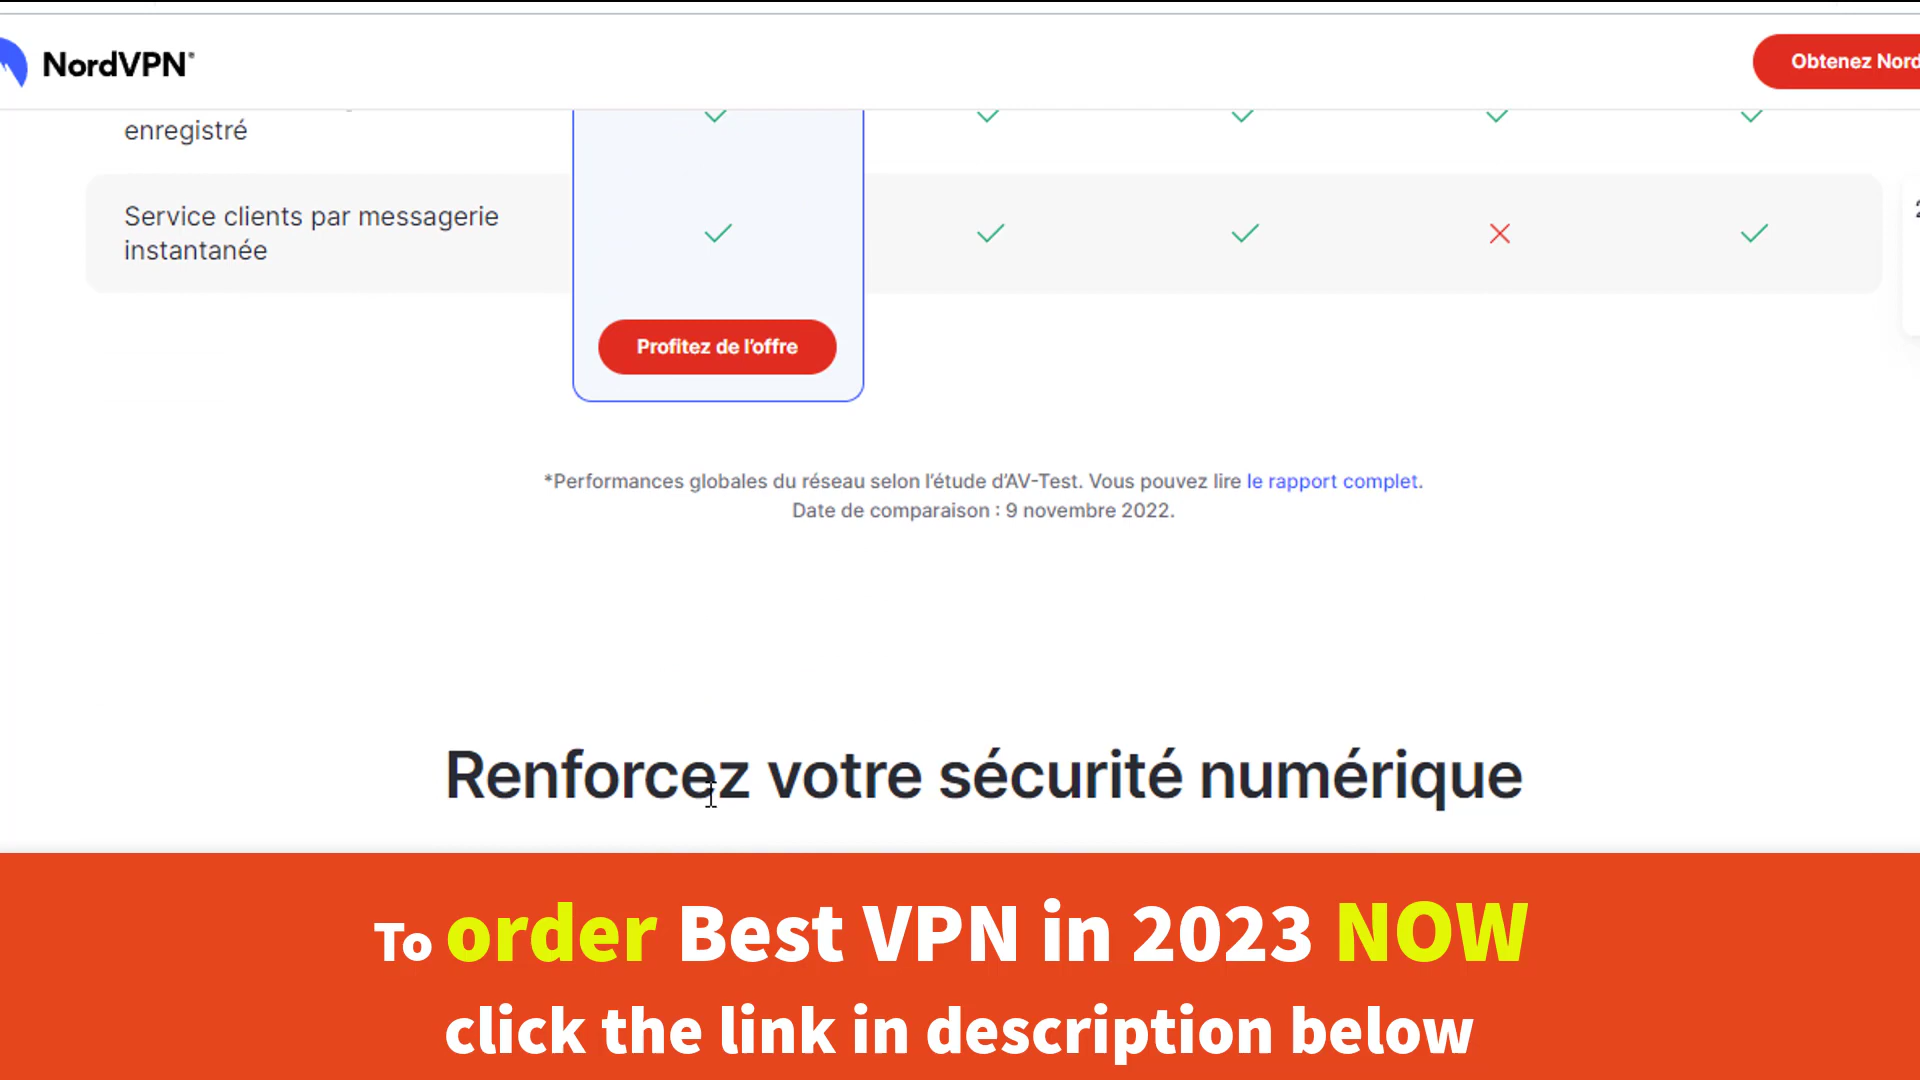 NordVPN®
Obtenez Nord
enregistré
Service clients par messagerie
instantanée
Profitez de l'offre
*Performances globales du réseau selon l'étude d'AV-Test. Vous pouvez lire le rapport complet.
Date de comparaison : 9 novembre 2022.
Renforcez votre sécurité numérique
To order Best VPN in 2023 NOW
click the link in description below